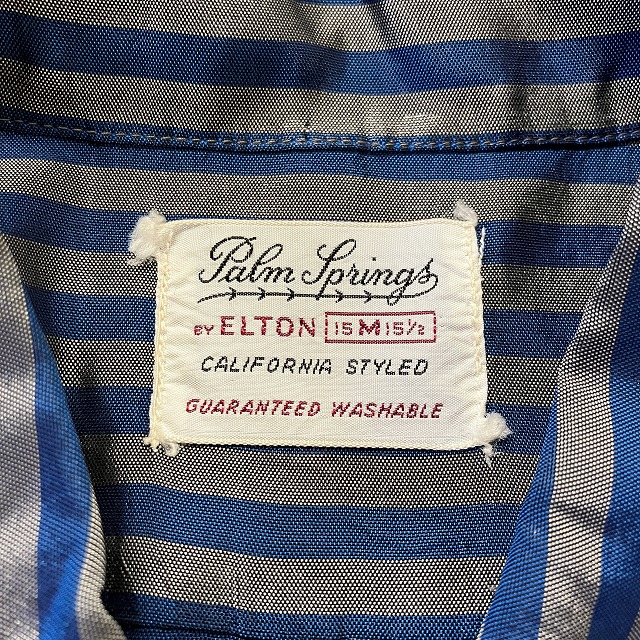 Palm Springs
BY ELTON 15 M 15½
CALIFORNIA STYLED
GUARANTEED WASHABLE